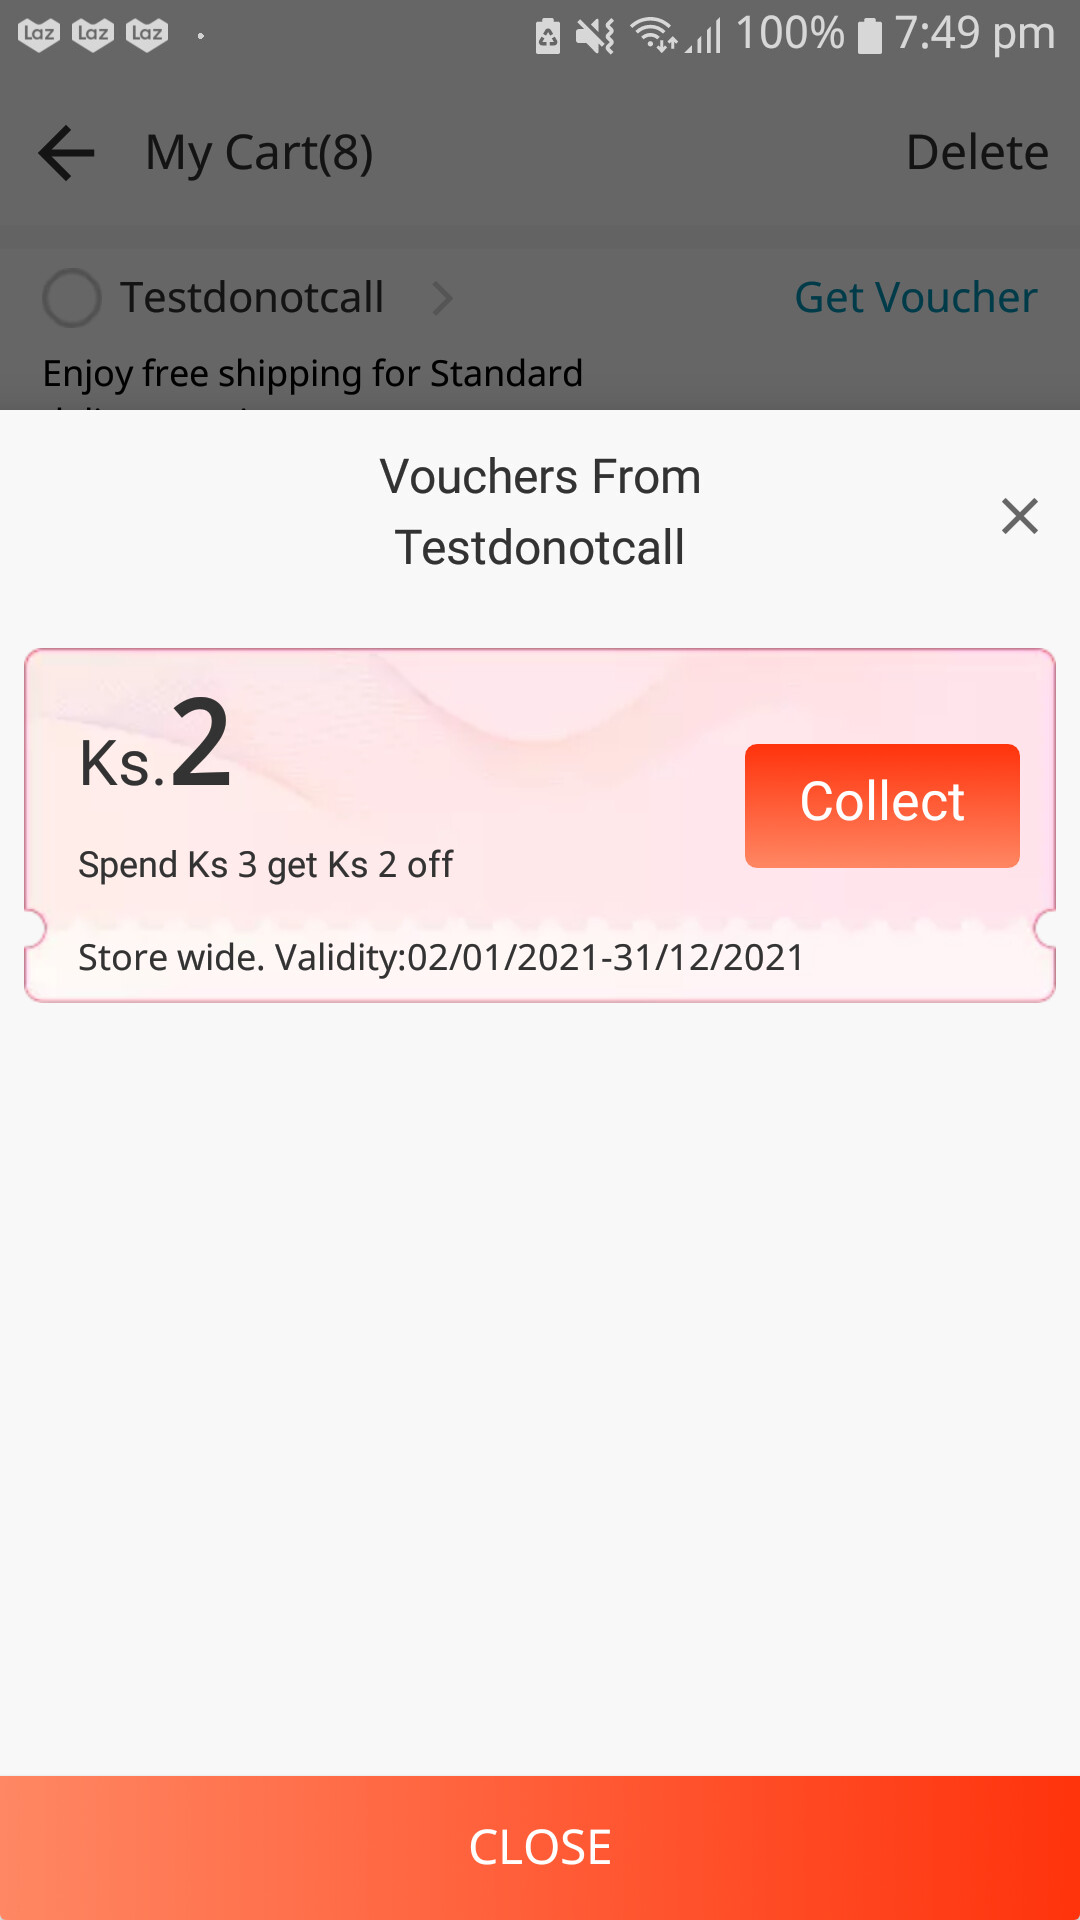 Laz Laz Laz 100% 7:49 pm
My Cart(8) Delete
Testdonotcall Get Voucher
Enjoy free shipping for Standard
Vouchers From
Testdonotcall
Ks.2
Collect
Spend Ks 3 get Ks 2 off
Store wide. Validity:02/01/2021-31/12/2021
CLOSE